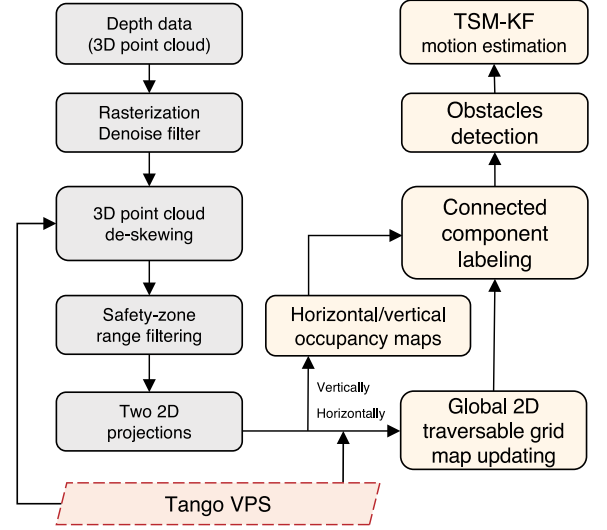 Depth data
(3D point cloud)
Rasterization
Denoise filter
3D point cloud
de-skewing
Safety-zone
range filtering
Two 2D
projections
Tango VPS
Vertically
Horizontally
Horizontal/vertical
occupancy maps
Global 2D
traversable grid
map updating
Connected
component
labeling
Obstacles
detection
TSM-KF
motion estimation